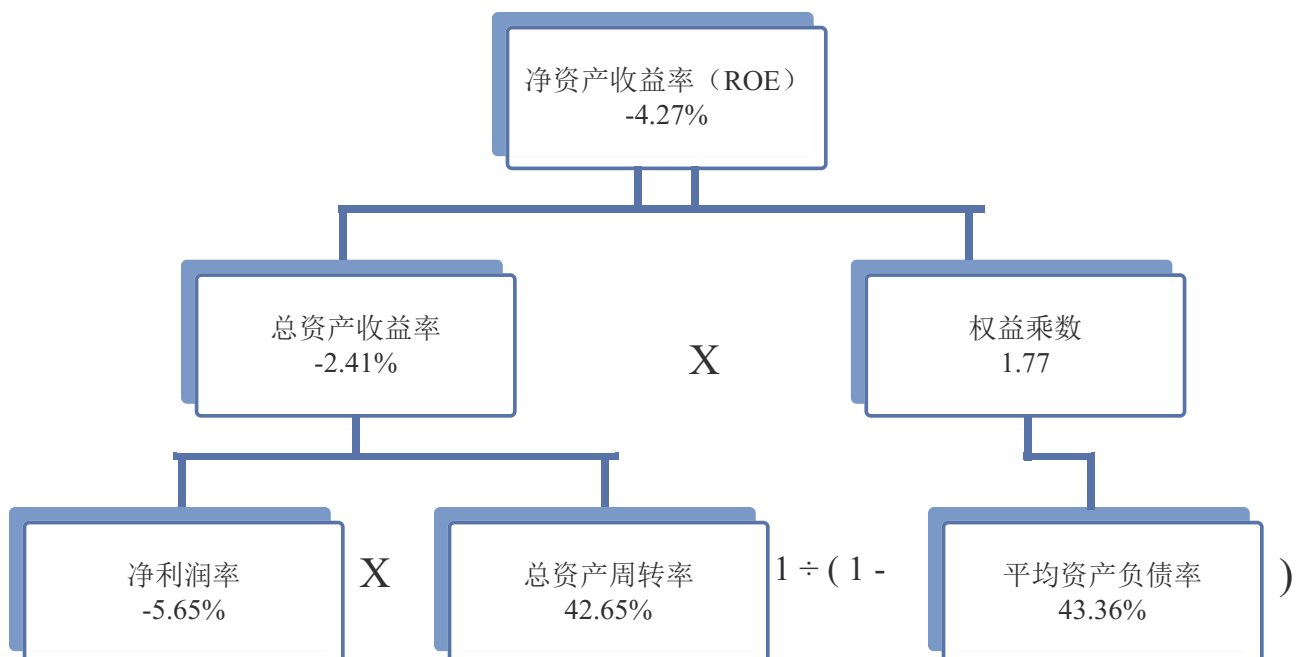 净资产收益率（ROE）
-4.27%
总资产收益率
-2.41%
X
权益乘数
1.77
净利润率
-5.65%
X
总资产周转率
42.65%
1 ÷ ( 1 -
平均资产负债率
43.36%
)